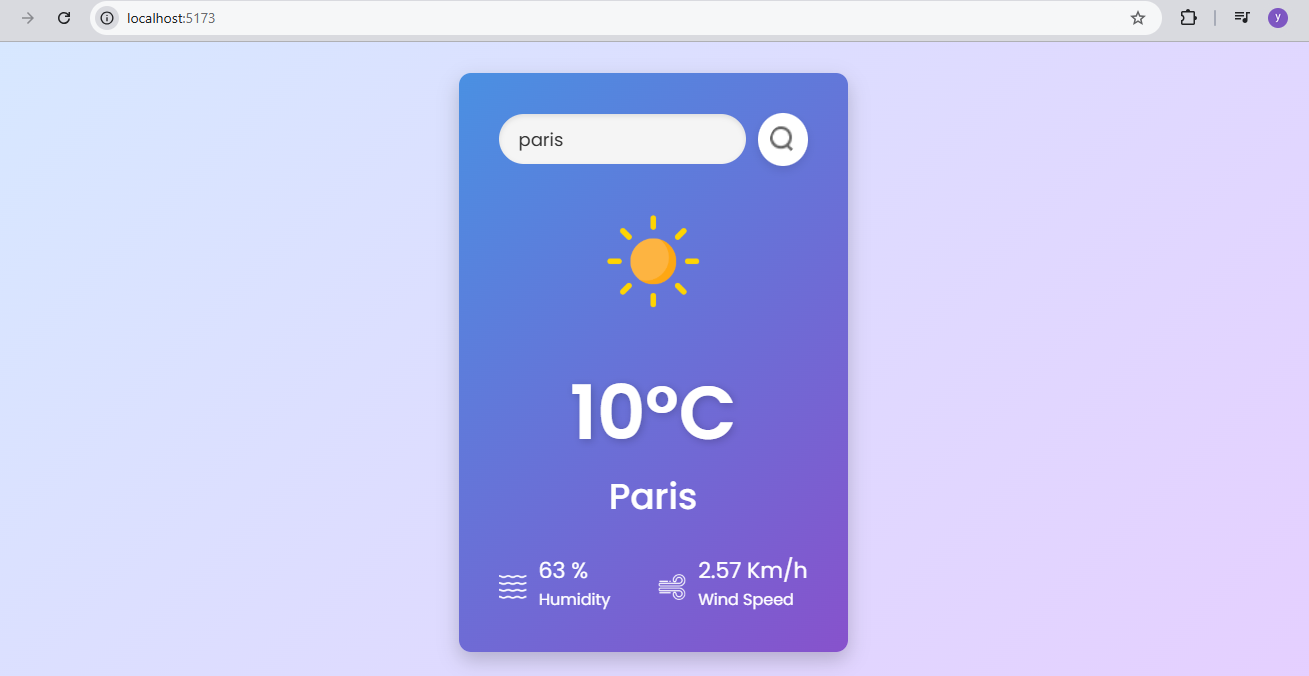 localhost:5173
y
paris
10°C
Paris
63 %
Humidity
2.57 Km/h
Wind Speed